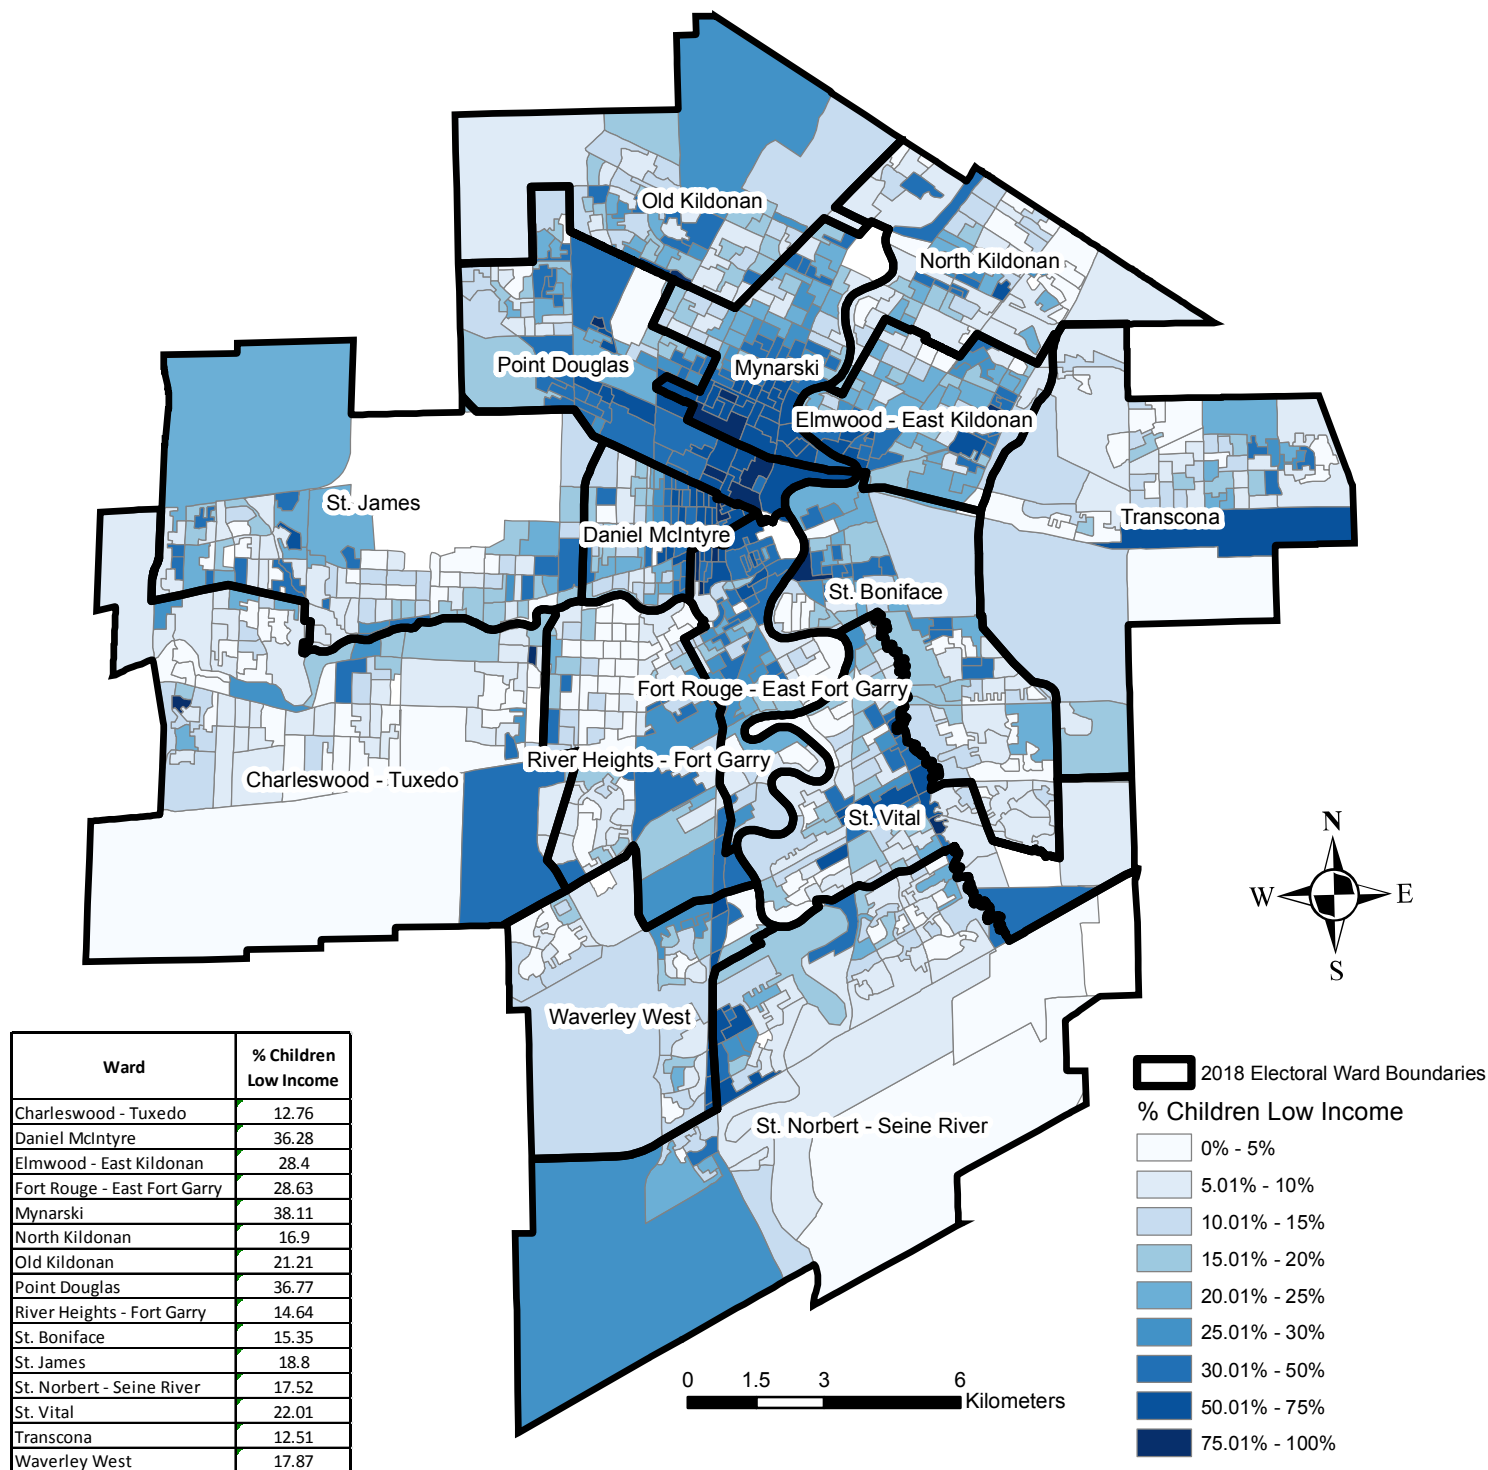 Old Kildonan
North Kildonan
Point Douglas
Mynarski
Elmwood - East Kildonan
St. James
Transcona
Daniel McIntyre
St. Boniface
Fort Rouge - East Fort Garry
River Heights - Fort Garry
Charleswood - Tuxedo
St. Vital
Waverley West
St. Norbert - Seine River
N
W E
S
Ward % Children Low Income
Charleswood - Tuxedo 12.76
Daniel McIntyre 36.28
Elmwood - East Kildonan 28.4
Fort Rouge - East Fort Garry 28.63
Mynarski 38.11
North Kildonan 16.9
Old Kildonan 21.21
Point Douglas 36.77
River Heights - Fort Garry 14.64
St. Boniface 15.35
St. James 18.8
St. Norbert - Seine River 17.52
St. Vital 22.01
Transcona 12.51
Waverley West 17.87
0 1.5 3 6
Kilometers
2018 Electoral Ward Boundaries
% Children Low Income
0% - 5%
5.01% - 10%
10.01% - 15%
15.01% - 20%
20.01% - 25%
25.01% - 30%
30.01% - 50%
50.01% - 75%
75.01% - 100%